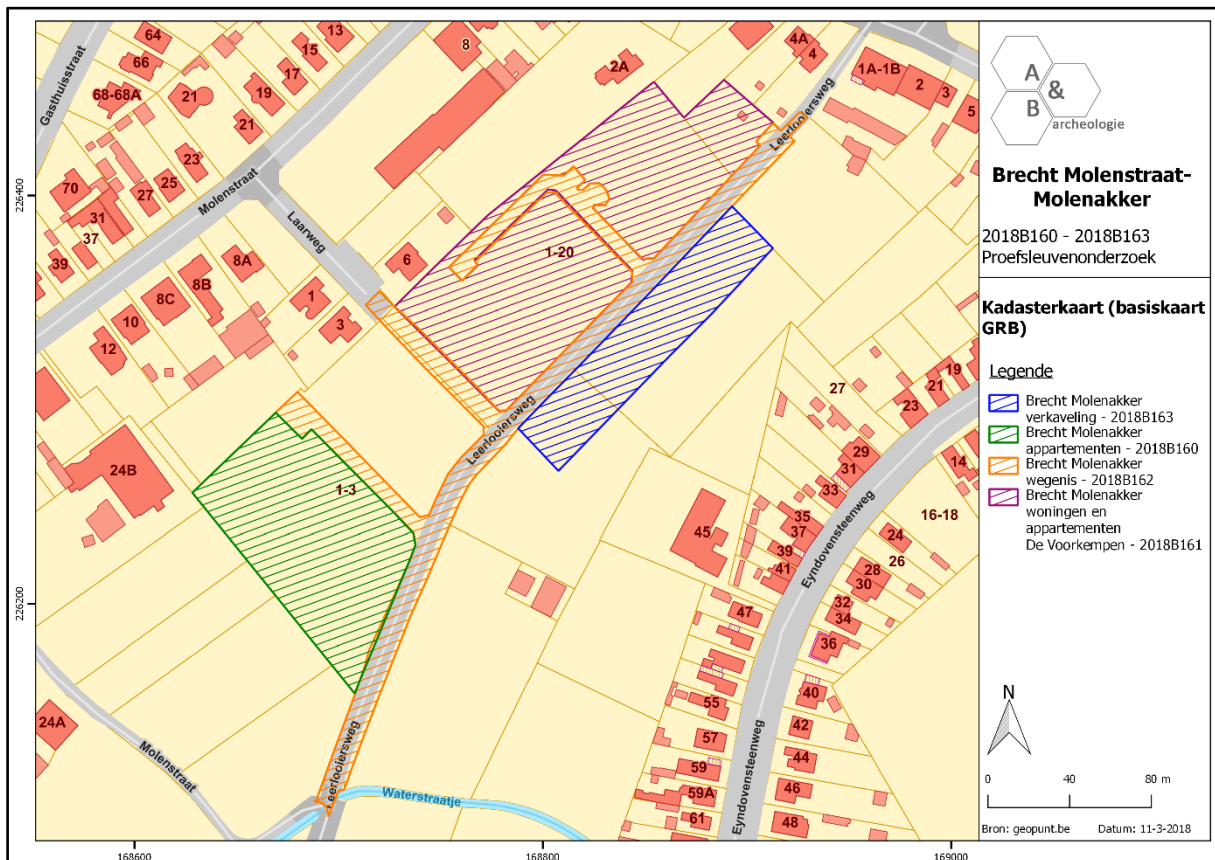 64
66
68-68A
21
19
17
15
13
21
8
2A
4A
4
1A-1B
2
3
5
Gasthuisstraat
70
31
37
39
27
25
23
Molenstraat
Laarweg
Leerlooiersweg
226400
6
1-20
8A
8B
8C
10
12
1
3
Leerlooiersweg
24B
1-3
27
19
21
23
29
31
33
35
37
39
41
14
16-18
24
26
28
30
32
34
36
45
47
Eyndovensteenweg
226200
40
42
44
46
48
55
57
59
59A
61
24A
Molenstraat
Leerlooiersweg
Waterstraatje
Eyndovensteenweg
168600
168800
169000
A
&
B
archeologie
Brecht Molenstraat-
Molenakker
2018B160 - 2018B163
Proefsleuvenonderzoek
Kadasterkaart (basiskaart
GRB)
Legende
Brecht Molenakker
verkaveling - 2018B163
Brecht Molenakker
appartementen - 2018B160
Brecht Molenakker
wegenis - 2018B162
Brecht Molenakker
woningen en
appartementen
De Voorkempen - 2018B161
N
0 40 80 m
Bron: geopunt.be Datum: 11-3-2018